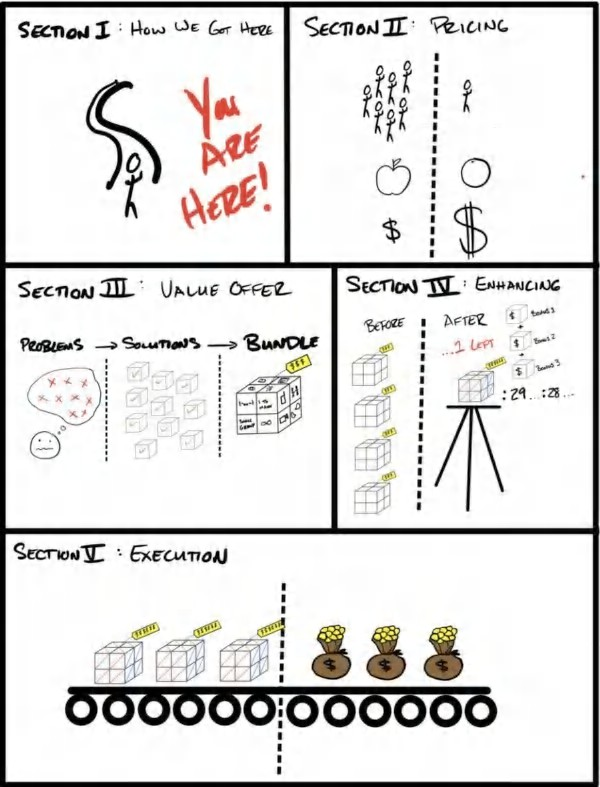 SECTION I : HOW WE GOT HERE
YOU
ARE
HERE!
SECTION II : PRICING
$
$
SECTION III : VALUE OFFER
PROBLEMS → SOLUTIONS → BUNDLE
$$$
SECTION IV : ENHANCING
BEFORE
AFTER
...1 LEFT
$ BONUS 1
+
$ BONUS 2
+
$ BONUS 3
:29...:28...
$$$
$$$
$$$
$$$
SECTION V : EXECUTION
$ $ $